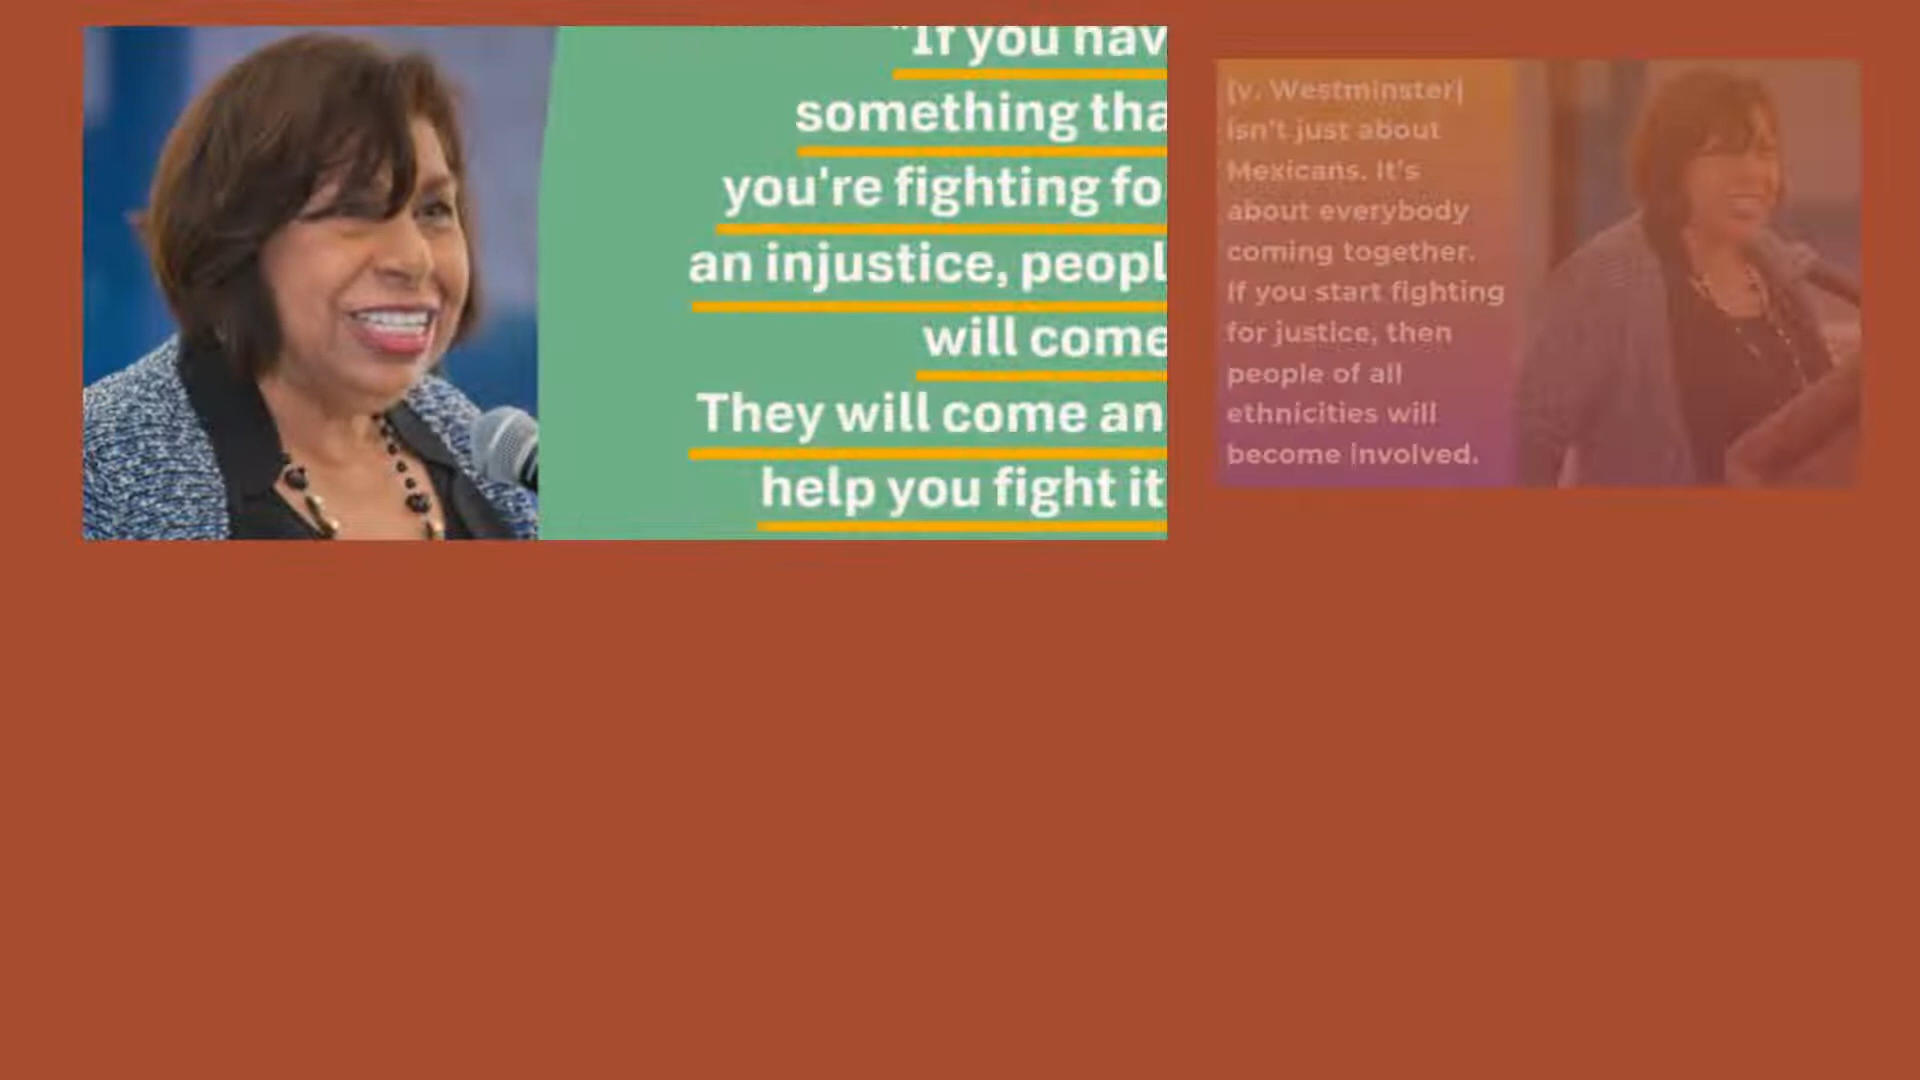 "If you hav
something tha
you're fighting fo
an injustice, peopl
will come
They will come an
help you fight it
[v. Westminster]
isn't just about
Mexicans. It's
about everybody
coming together.
If you start fighting
for justice, then
people of all
ethnicities will
become involved.